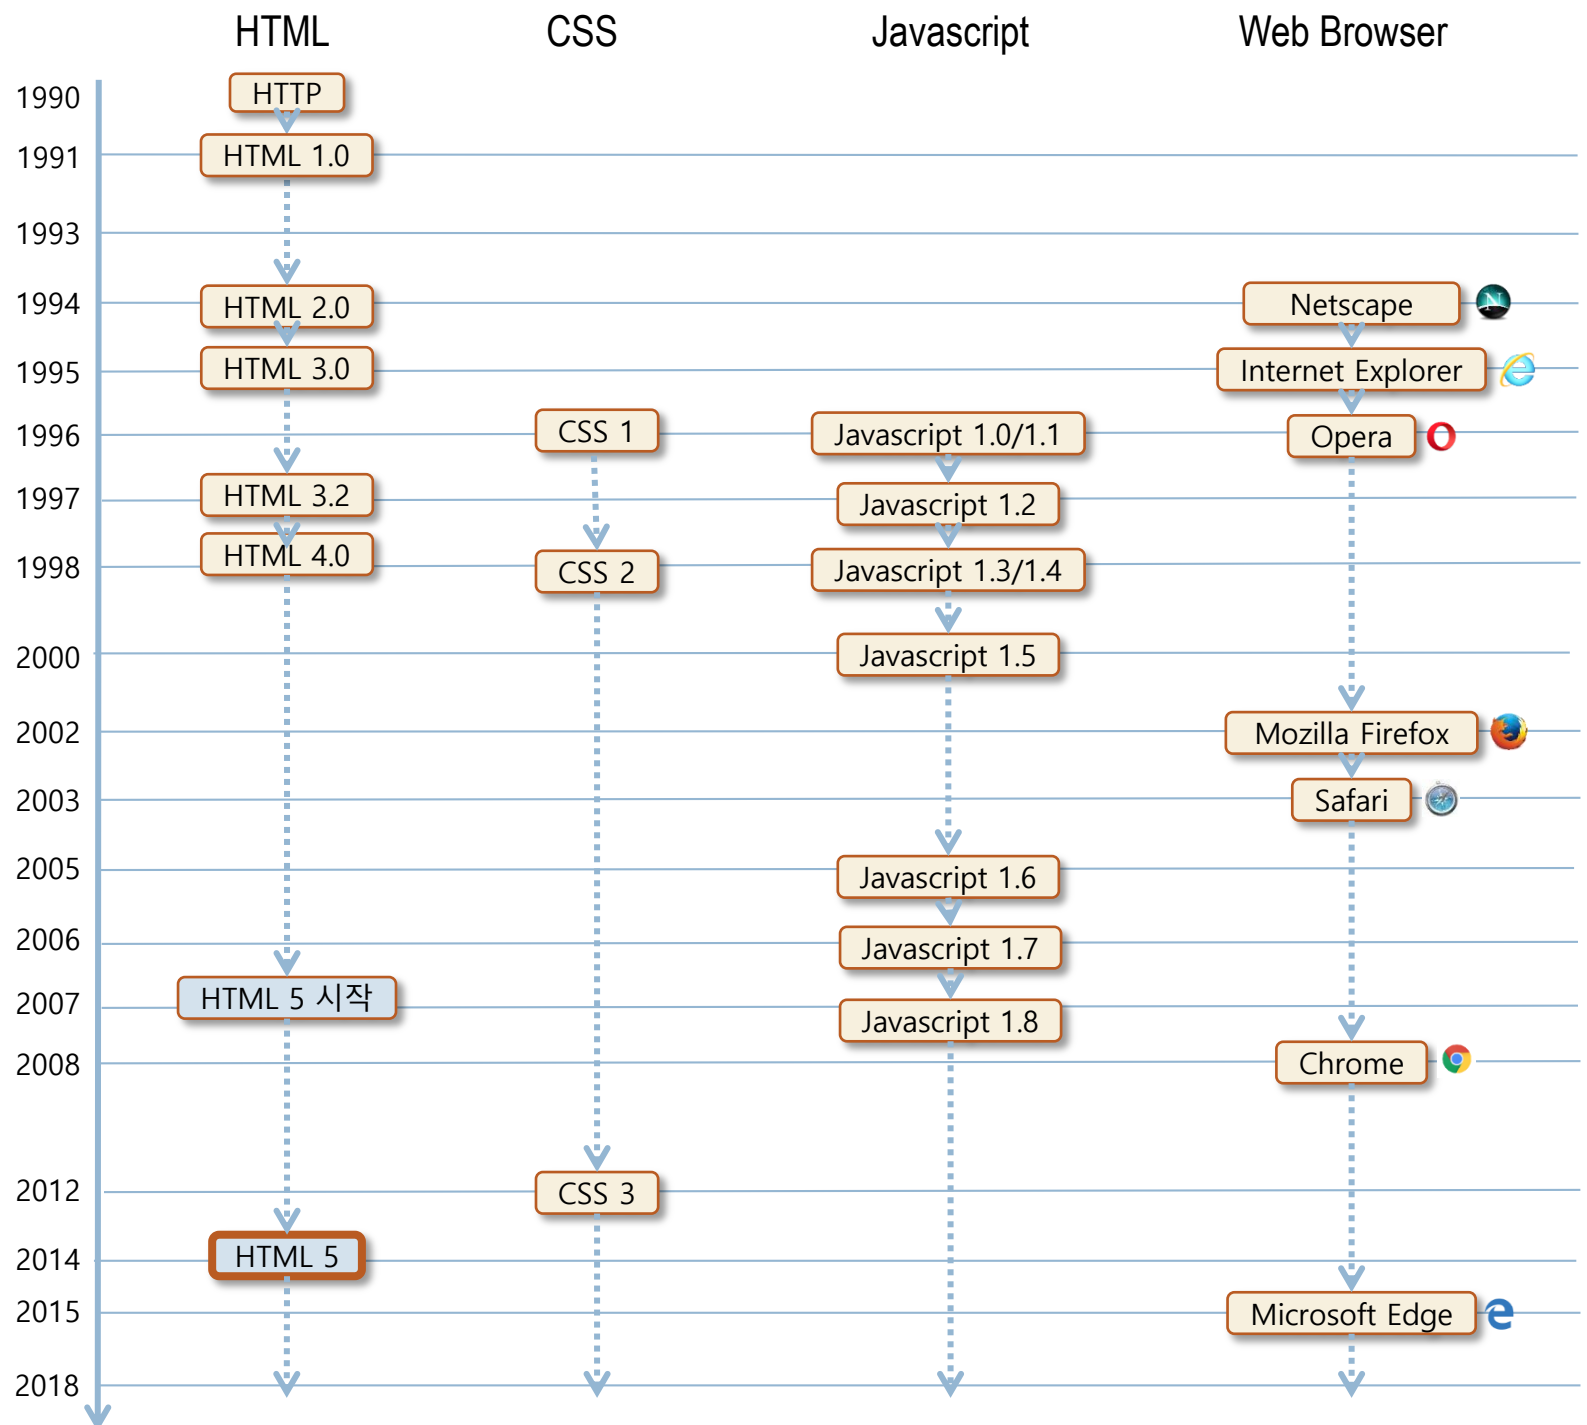 HTML CSS Javascript Web Browser
1990 HTTP
1991 HTML 1.0
1993
1994 HTML 2.0 Netscape
1995 HTML 3.0 Internet Explorer
1996 CSS 1 Javascript 1.0/1.1 Opera
1997 HTML 3.2 Javascript 1.2
1998 HTML 4.0 CSS 2 Javascript 1.3/1.4
2000 Javascript 1.5
2002 Mozilla Firefox
2003 Safari
2005 Javascript 1.6
2006 Javascript 1.7
2007 HTML 5 시작 Javascript 1.8
2008 Chrome
2012 CSS 3
2014 HTML 5
2015 Microsoft Edge
2018